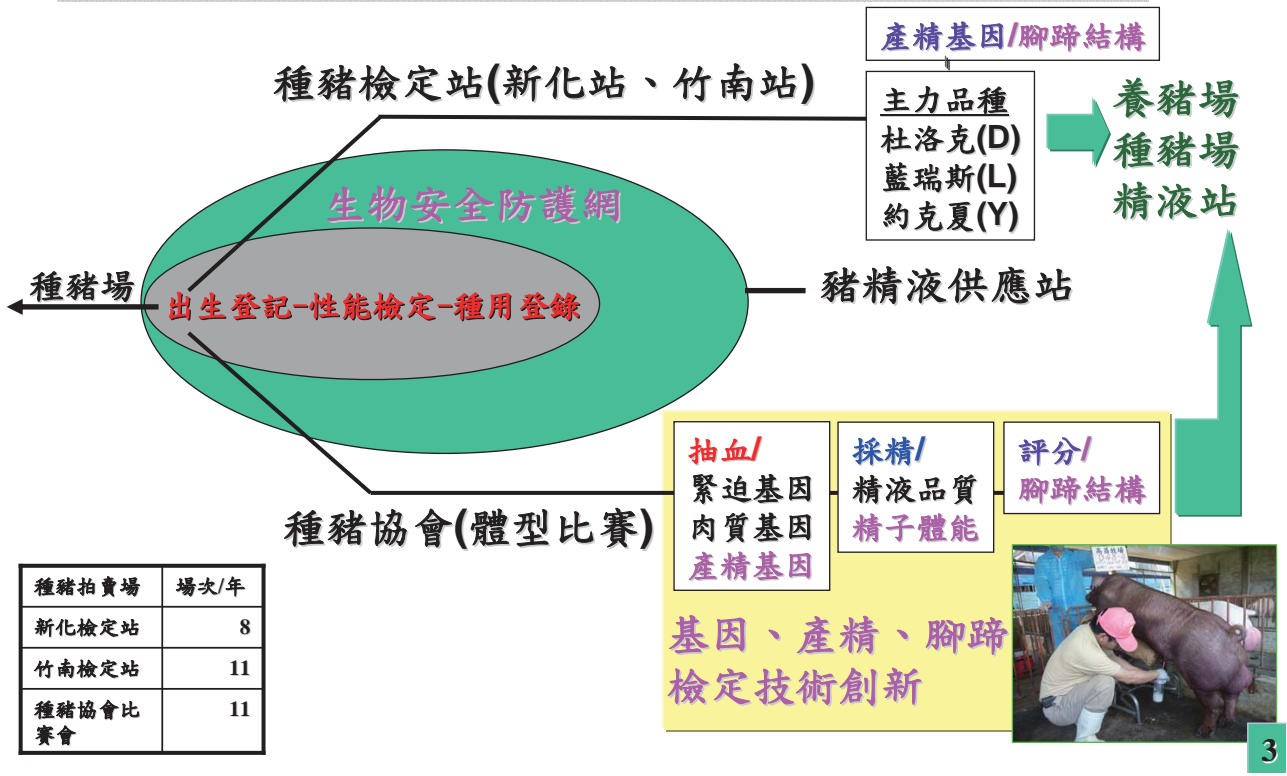 產精基因/腳蹄結構
種豬檢定站(新化站、竹南站)
主力品種
杜洛克(D)
藍瑞斯(L)
約克夏(Y)
養豬場
種豬場
精液站
生物安全防護網
種豬場
出生登記-性能檢定-種用登錄
豬精液供應站
種豬協會(體型比賽)
抽血/
緊迫基因
肉質基因
產精基因
採精/
精液品質
精子體能
評分/
腳蹄結構
基因、產精、腳蹄
檢定技術創新
種豬拍賣場 場次/年
新化檢定站 8
竹南檢定站 11
種豬協會比 11
賽會
3